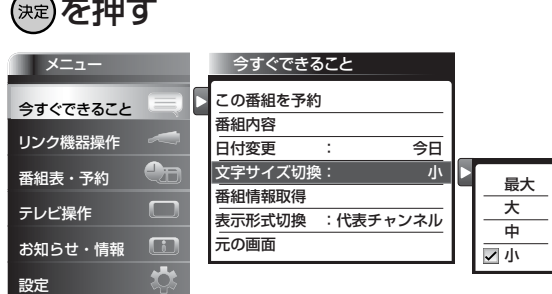 決定を押す
メニュー
今すぐできること
リンク機器操作
番組表・予約
テレビ操作
お知らせ・情報
設定
今すぐできること
この番組を予約
番組内容
日付変更 : 今日
文字サイズ切換 : 小
番組情報取得
表示形式切換 : 代表チャンネル
元の画面
最大
大
中
小